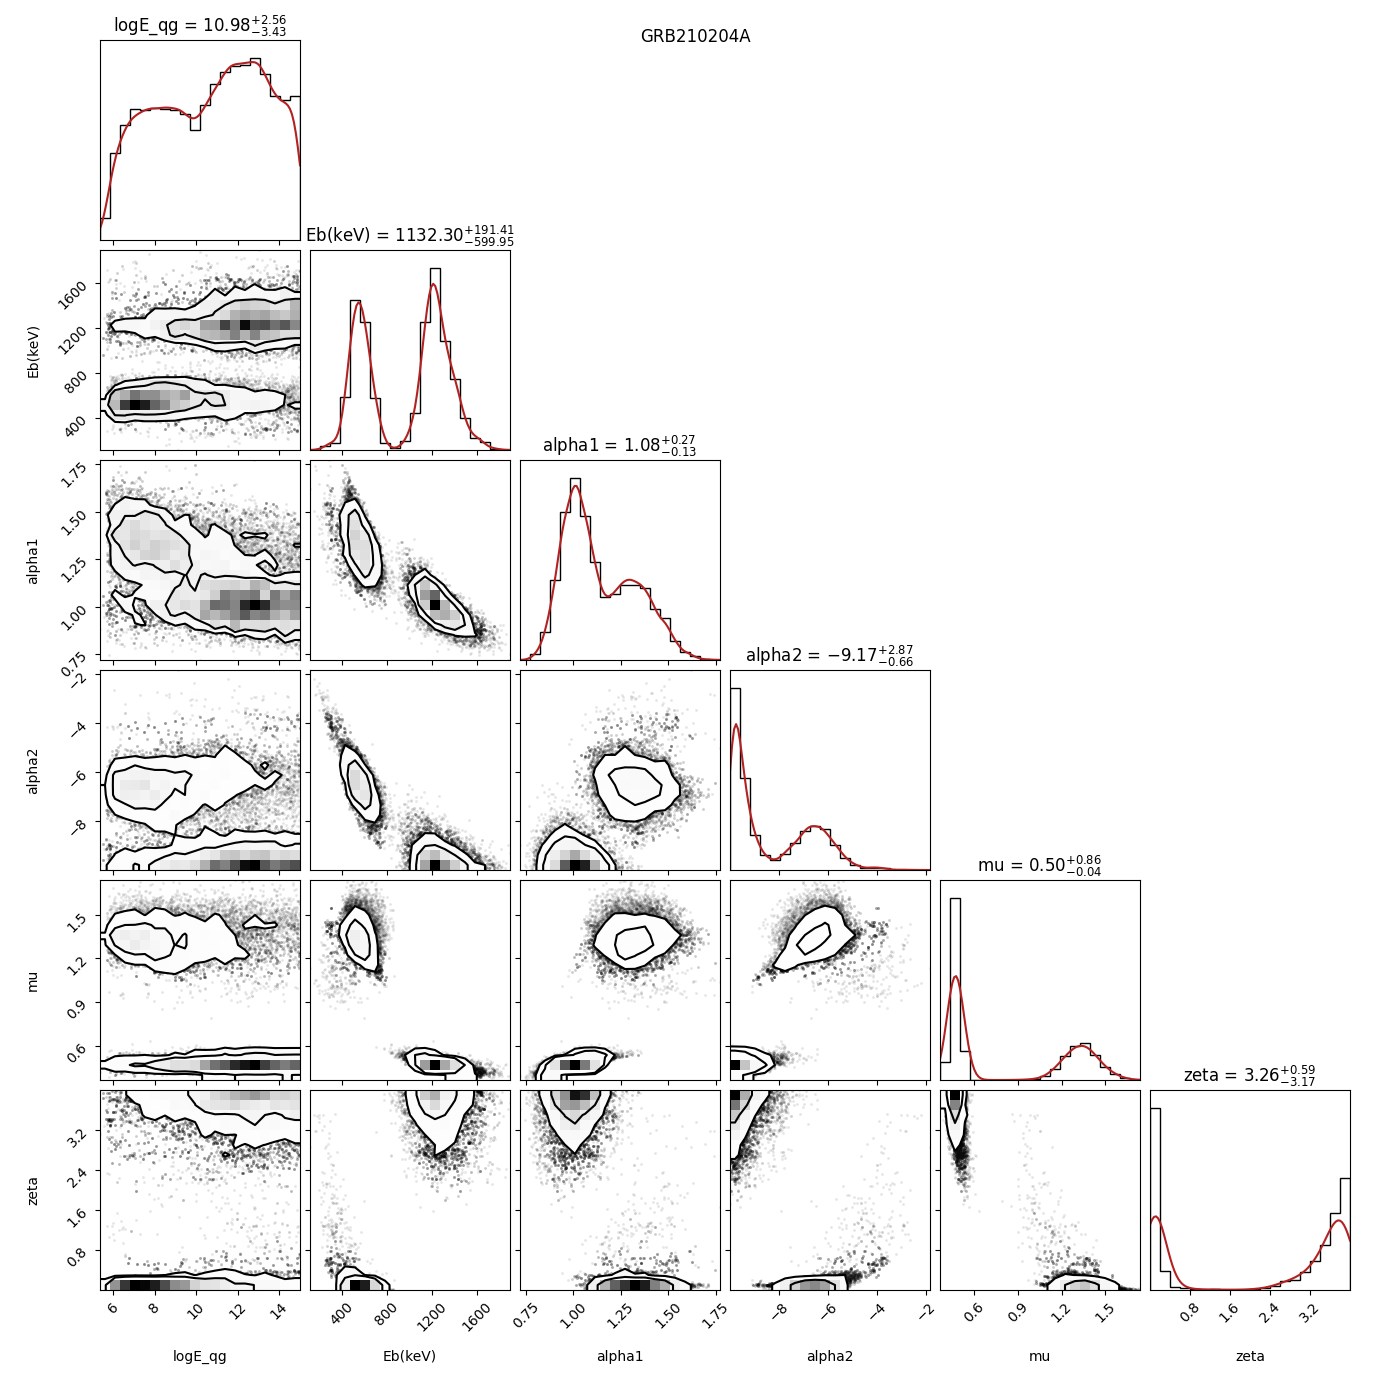 GRB210204A
logE_qg = 10.98 +2.56 −3.43
Eb(keV) = 1132.30 +191.41 −599.95
Eb(keV)
1600
1200
800
400
alpha1 = 1.08 +0.27 −0.13
alpha1
1.75
1.50
1.25
1.00
0.75
alpha2 = −9.17 +2.87 −0.66
alpha2
−2
−4
−6
−8
mu = 0.50 +0.86 −0.04
mu
1.5
1.2
0.9
0.6
zeta = 3.26 +0.59 −3.17
zeta
3.2
2.4
1.6
0.8
6 8 10 12 14
400 800 1200 1600
0.75 1.00 1.25 1.50 1.75
−8 −6 −4 −2
0.6 0.9 1.2 1.5
0.8 1.6 2.4 3.2
logE_qg Eb(keV) alpha1 alpha2 mu zeta